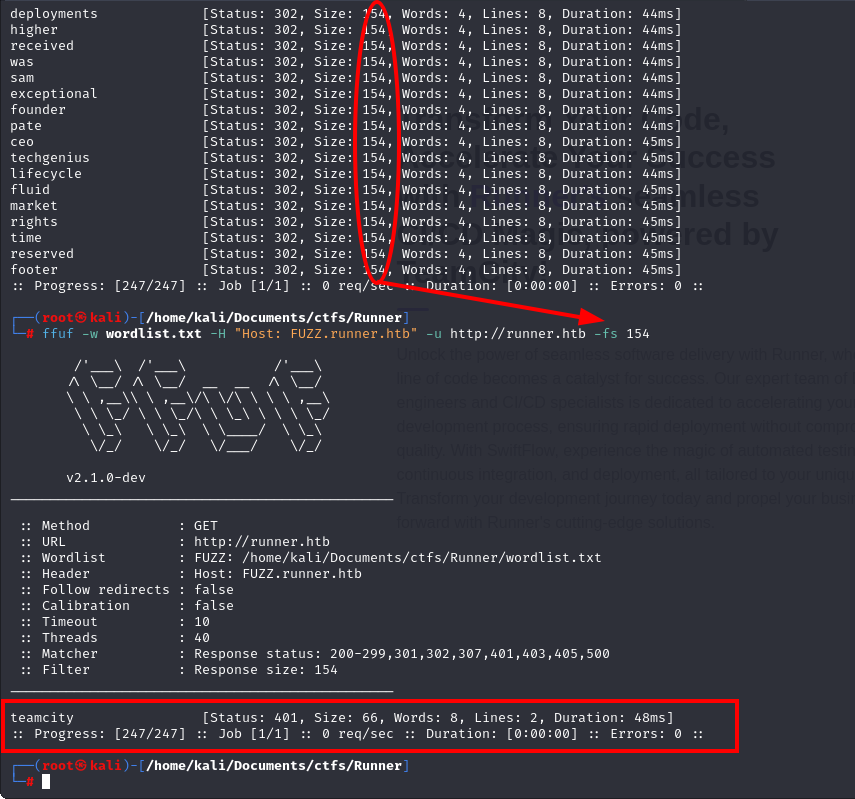 deployments [Status: 302, Size: 154, Words: 4, Lines: 8, Duration: 44ms]
higher [Status: 302, Size: 154, Words: 4, Lines: 8, Duration: 44ms]
received [Status: 302, Size: 154, Words: 4, Lines: 8, Duration: 44ms]
was [Status: 302, Size: 154, Words: 4, Lines: 8, Duration: 44ms]
sam [Status: 302, Size: 154, Words: 4, Lines: 8, Duration: 44ms]
exceptional [Status: 302, Size: 154, Words: 4, Lines: 8, Duration: 44ms]
founder [Status: 302, Size: 154, Words: 4, Lines: 8, Duration: 44ms]
pate [Status: 302, Size: 154, Words: 4, Lines: 8, Duration: 44ms]
ceo [Status: 302, Size: 154, Words: 4, Lines: 8, Duration: 45ms]
techgenius [Status: 302, Size: 154, Words: 4, Lines: 8, Duration: 45ms]
lifecycle [Status: 302, Size: 154, Words: 4, Lines: 8, Duration: 44ms]
fluid [Status: 302, Size: 154, Words: 4, Lines: 8, Duration: 45ms]
market [Status: 302, Size: 154, Words: 4, Lines: 8, Duration: 45ms]
rights [Status: 302, Size: 154, Words: 4, Lines: 8, Duration: 45ms]
time [Status: 302, Size: 154, Words: 4, Lines: 8, Duration: 45ms]
reserved [Status: 302, Size: 154, Words: 4, Lines: 8, Duration: 45ms]
footer [Status: 302, Size: 154, Words: 4, Lines: 8, Duration: 45ms]
:: Progress: [247/247] :: Job [1/1] :: 0 req/sec :: Duration: [0:00:00] :: Errors: 0 ::
(root㉿kali)-[/home/kali/Documents/ctfs/Runner]
# ffuf -w wordlist.txt -H "Host: FUZZ.runner.htb" -u http://runner.htb -fs 154
v2.1.0-dev
:: Method : GET
:: URL : http://runner.htb
:: Wordlist : FUZZ: /home/kali/Documents/ctfs/Runner/wordlist.txt
:: Header : Host: FUZZ.runner.htb
:: Follow redirects : false
:: Calibration : false
:: Timeout : 10
:: Threads : 40
:: Matcher : Response status: 200-299,301,302,307,401,403,405,500
:: Filter : Response size: 154
teamcity [Status: 401, Size: 66, Words: 8, Lines: 2, Duration: 48ms]
:: Progress: [247/247] :: Job [1/1] :: 0 req/sec :: Duration: [0:00:00] :: Errors: 0 ::
(root㉿kali)-[/home/kali/Documents/ctfs/Runner]
#